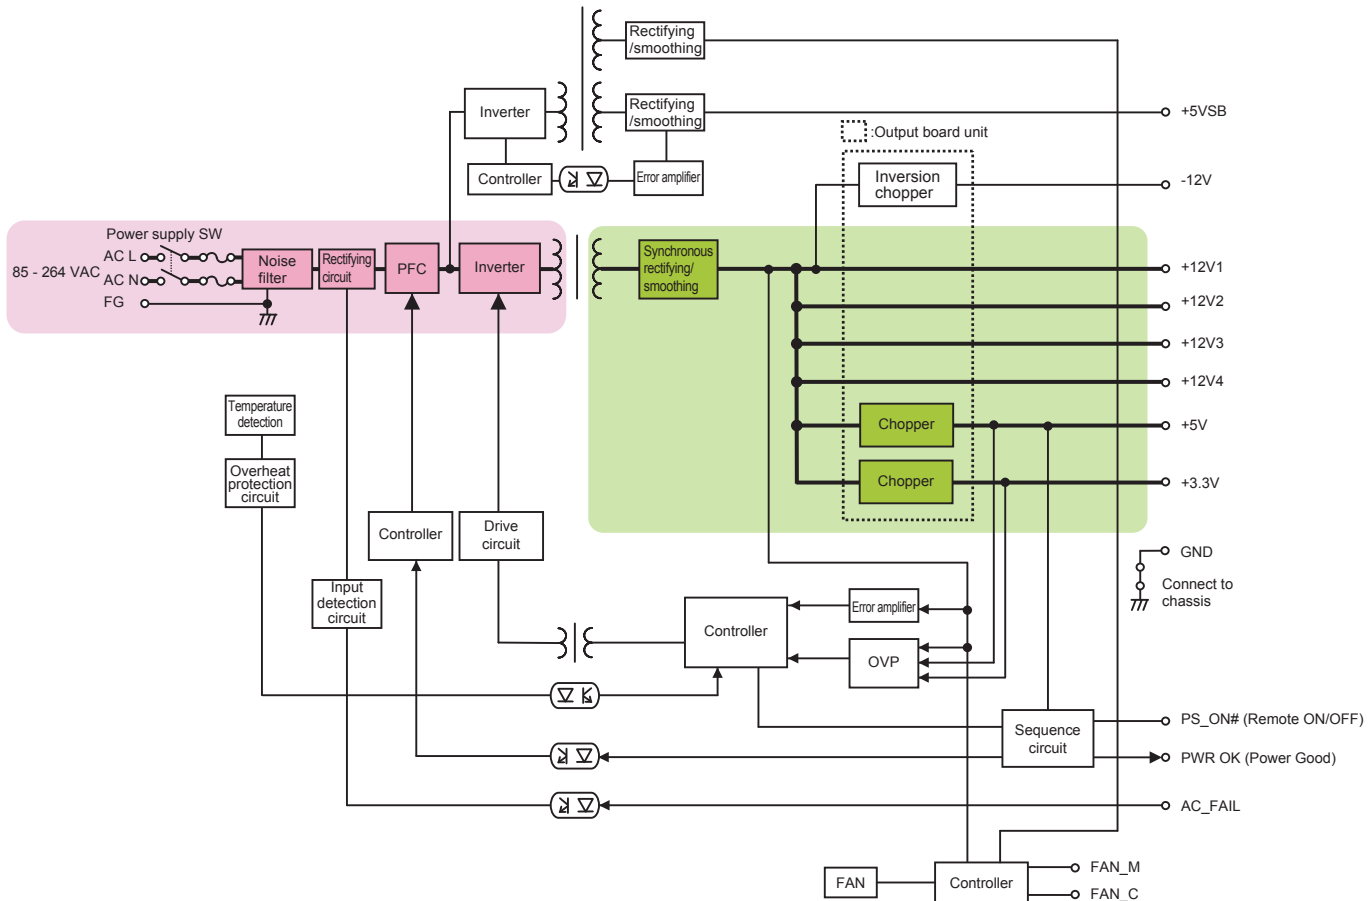 Rectifying
/smoothing
Inverter
Rectifying
/smoothing
+5VSB
:Output board unit
Controller
Error amplifier
Inversion
chopper
-12V
Power supply SW
AC L
85 - 264 VAC
AC N
FG
Noise
filter
Rectifying
circuit
PFC
Inverter
Synchronous
rectifying/
smoothing
+12V1
+12V2
+12V3
+12V4
Chopper
+5V
Chopper
+3.3V
Temperature
detection
Overheat
protection
circuit
Controller
Drive
circuit
GND
Connect to
chassis
Input
detection
circuit
Controller
Error amplifier
OVP
Sequence
circuit
PS_ON# (Remote ON/OFF)
PWR OK (Power Good)
AC_FAIL
FAN
Controller
FAN_M
FAN_C